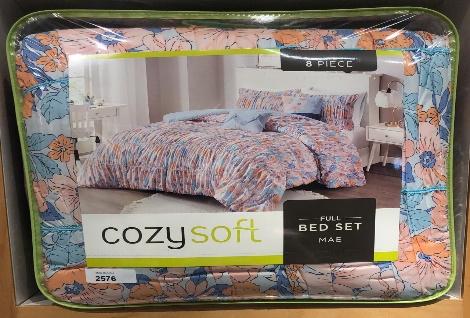 8 PIECE
cozysoft
FULL
BED SET
MAE
2576